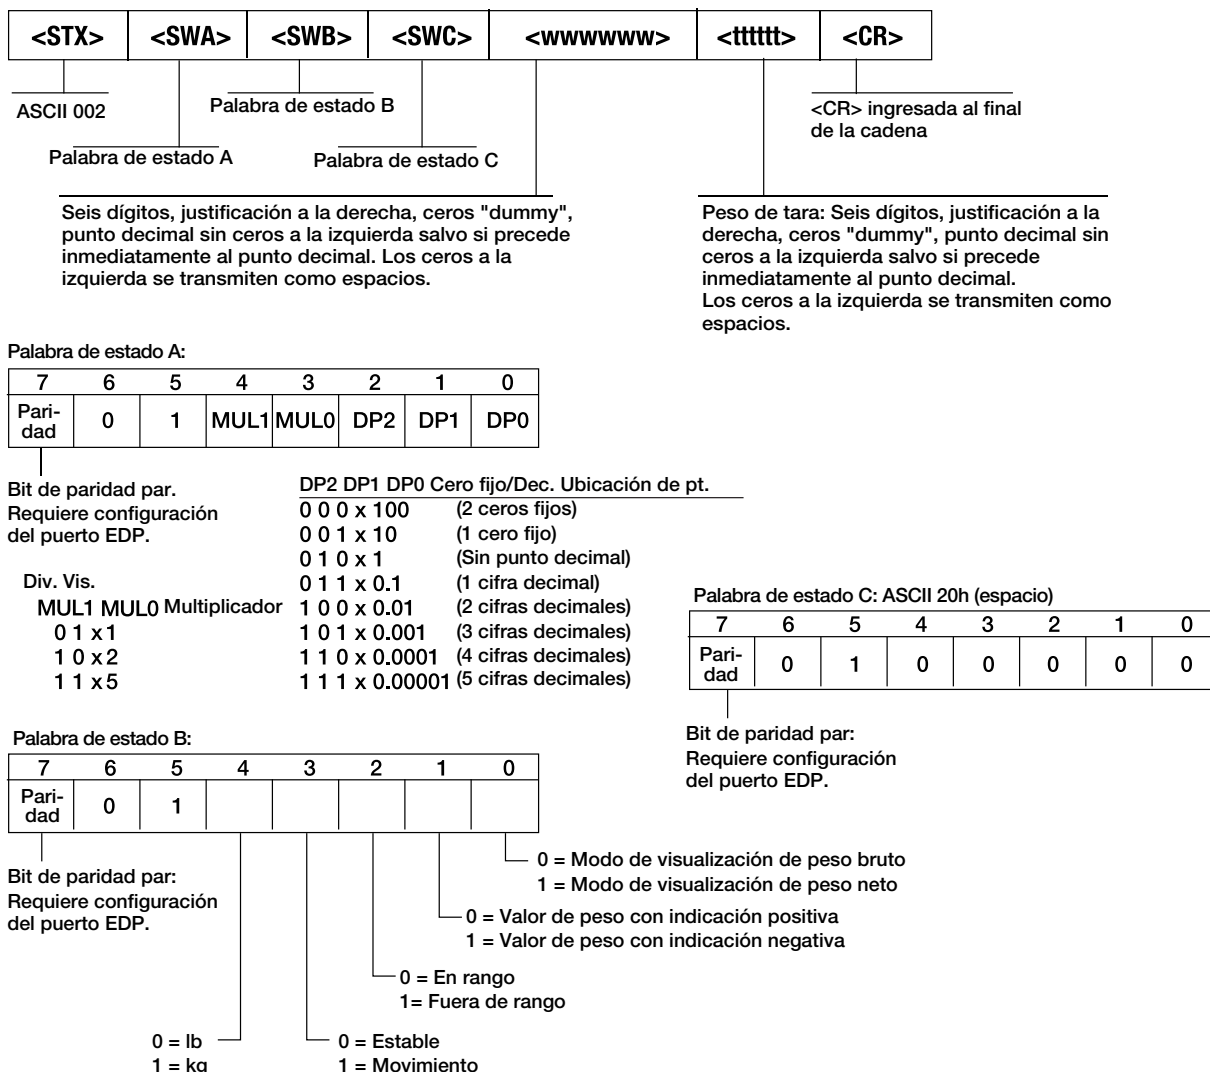 <STX> <SWA> <SWB> <SWC> <wwwwww> <tttttt> <CR>
ASCII 002
Palabra de estado A
Palabra de estado B
Palabra de estado C
<CR> ingresada al final
de la cadena
Seis dígitos, justificación a la derecha, ceros "dummy",
punto decimal sin ceros a la izquierda salvo si precede
inmediatamente al punto decimal. Los ceros a la
izquierda se transmiten como espacios.
Peso de tara: Seis dígitos, justificación a la
derecha, ceros "dummy", punto decimal sin
ceros a la izquierda salvo si precede
inmediatamente al punto decimal.
Los ceros a la izquierda se transmiten como
espacios.
Palabra de estado A:
7 6 5 4 3 2 1 0
Pari-
dad 0 1 MUL1 MUL0 DP2 DP1 DP0
Bit de paridad par.
Requiere configuración
del puerto EDP.
DP2 DP1 DP0 Cero fijo/Dec. Ubicación de pt.
0 0 0 x 100 (2 ceros fijos)
0 0 1 x 10 (1 cero fijo)
0 1 0 x 1 (Sin punto decimal)
0 1 1 x 0.1 (1 cifra decimal)
1 0 0 x 0.01 (2 cifras decimales)
1 0 1 x 0.001 (3 cifras decimales)
1 1 0 x 0.0001 (4 cifras decimales)
1 1 1 x 0.00001 (5 cifras decimales)
Div. Vis.
MUL1 MUL0 Multiplicador
0 1 x 1
1 0 x 2
1 1 x 5
Palabra de estado C: ASCII 20h (espacio)
7 6 5 4 3 2 1 0
Pari-
dad 0 1 0 0 0 0 0
Bit de paridad par:
Requiere configuración
del puerto EDP.
Palabra de estado B:
7 6 5 4 3 2 1 0
Pari-
dad 0 1
Bit de paridad par:
Requiere configuración
del puerto EDP.
0 = Modo de visualización de peso bruto
1 = Modo de visualización de peso neto
0 = Valor de peso con indicación positiva
1 = Valor de peso con indicación negativa
0 = En rango
1= Fuera de rango
0 = lb
1 = kg
0 = Estable
1 = Movimiento